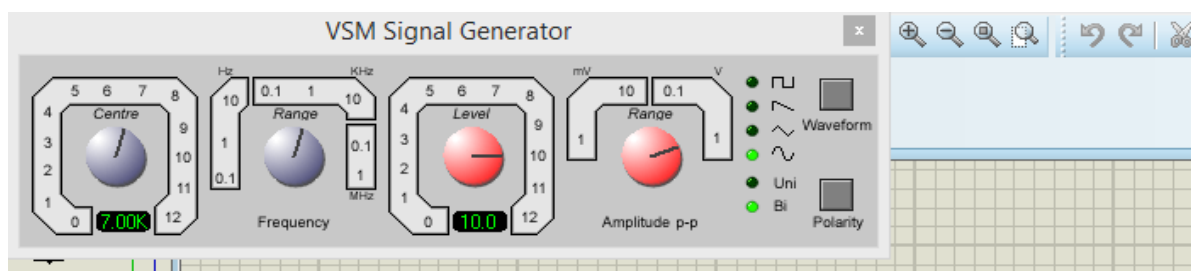 VSM Signal Generator
x
Centre
0 1 2 3 4 5 6 7 8 9 10 11 12
7.00K
Hz KHz
0.1 1 10 0.1 1 10 0.1 1
Range
MHz
Frequency
Level
0 1 2 3 4 5 6 7 8 9 10 11 12
10.0
mV V
1 10 0.1 1
Range
Amplitude p-p
Waveform
Uni
Bi
Polarity